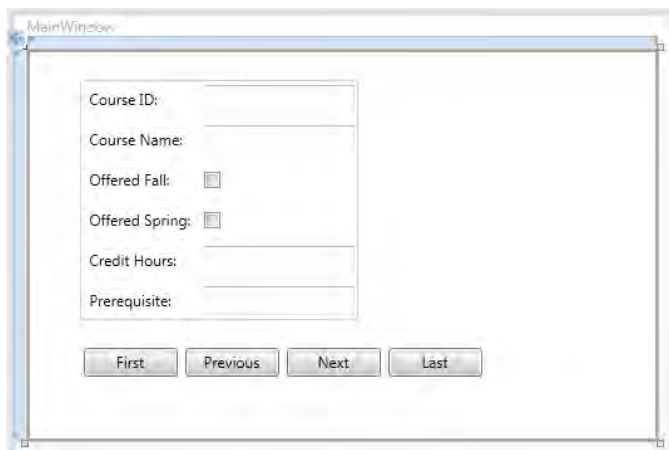 MainWindow
Course ID:
Course Name:
Offered Fall:
Offered Spring:
Credit Hours:
Prerequisite:
First Previous Next Last